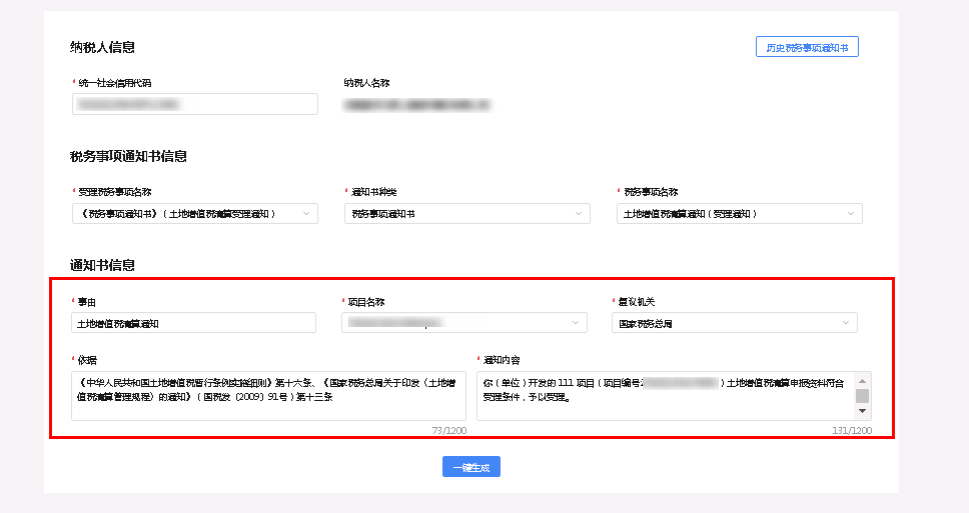 纳税人信息
历史税务事项通知书
* 统一社会信用代码
纳税人名称
税务事项通知书信息
* 受理税务事项名称
* 通知书种类
* 税务事项名称
《税务事项通知书》（土地增值税清算受理通知）
税务事项通知书
土地增值税清算通知（受理通知）
通知书信息
* 事由
* 项目名称
* 复议机关
土地增值税清算通知
国家税务总局
* 依据
* 通知内容
《中华人民共和国土地增值税暂行条例实施细则》第十六条、《国家税务总局关于印发〈土地增
值税清算管理规程〉的通知》（国税发〔2009〕91号）第十三条
你（单位）开发的 111 项目（项目编号:
）土地增值税清算申报资料符合
受理条件，予以受理。
73/1200
131/1200
一键生成